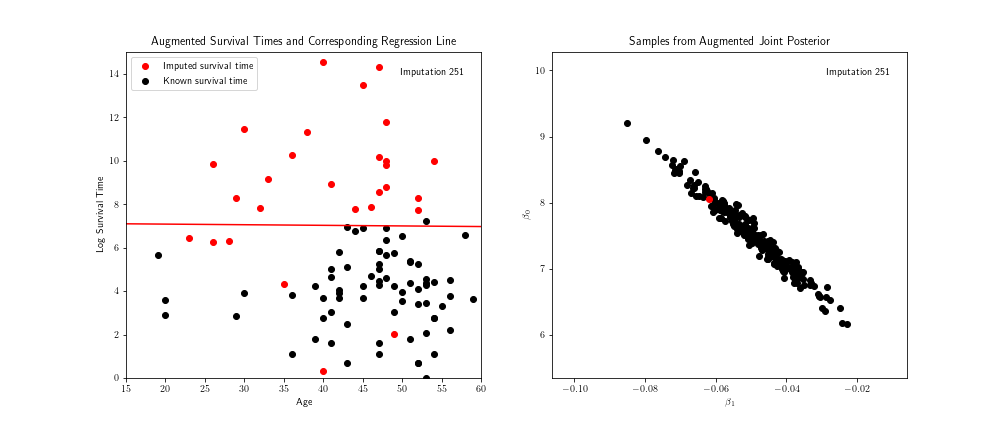 Augmented Survival Times and Corresponding Regression Line
Imputed survival time
Known survival time
Imputation 251
Log Survival Time
14
12
10
8
6
4
2
0
15 20 25 30 35 40 45 50 55 60
Age
Samples from Augmented Joint Posterior
Imputation 251
β0
10
9
8
7
6
−0.10 −0.08 −0.06 −0.04 −0.02
β1